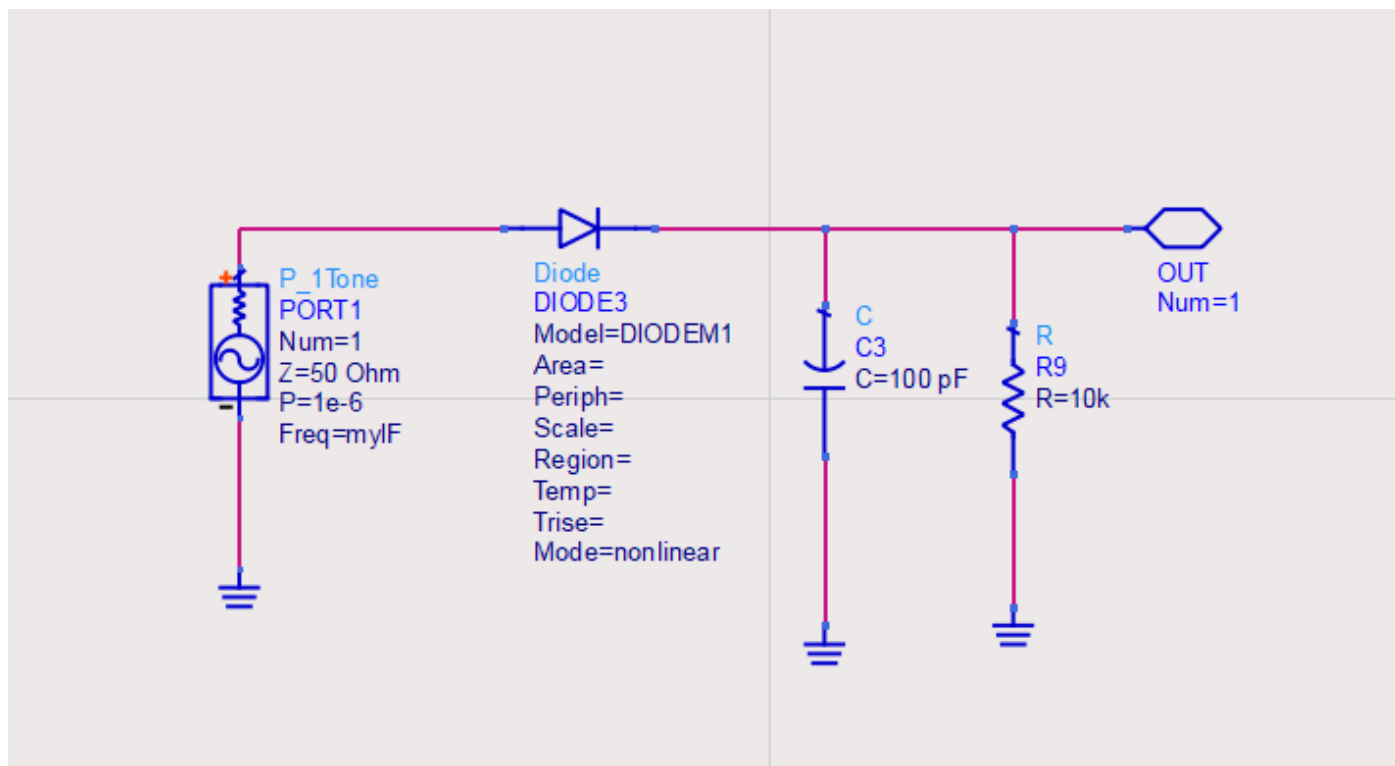 P_1Tone
PORT1
Num=1
Z=50 Ohm
P=1e-6
Freq=myIF
Diode
DIODE3
Model=DIODEM1
Area=
Periph=
Scale=
Region=
Temp=
Trise=
Mode=nonlinear
C
C3
C=100 pF
R
R9
R=10k
OUT
Num=1